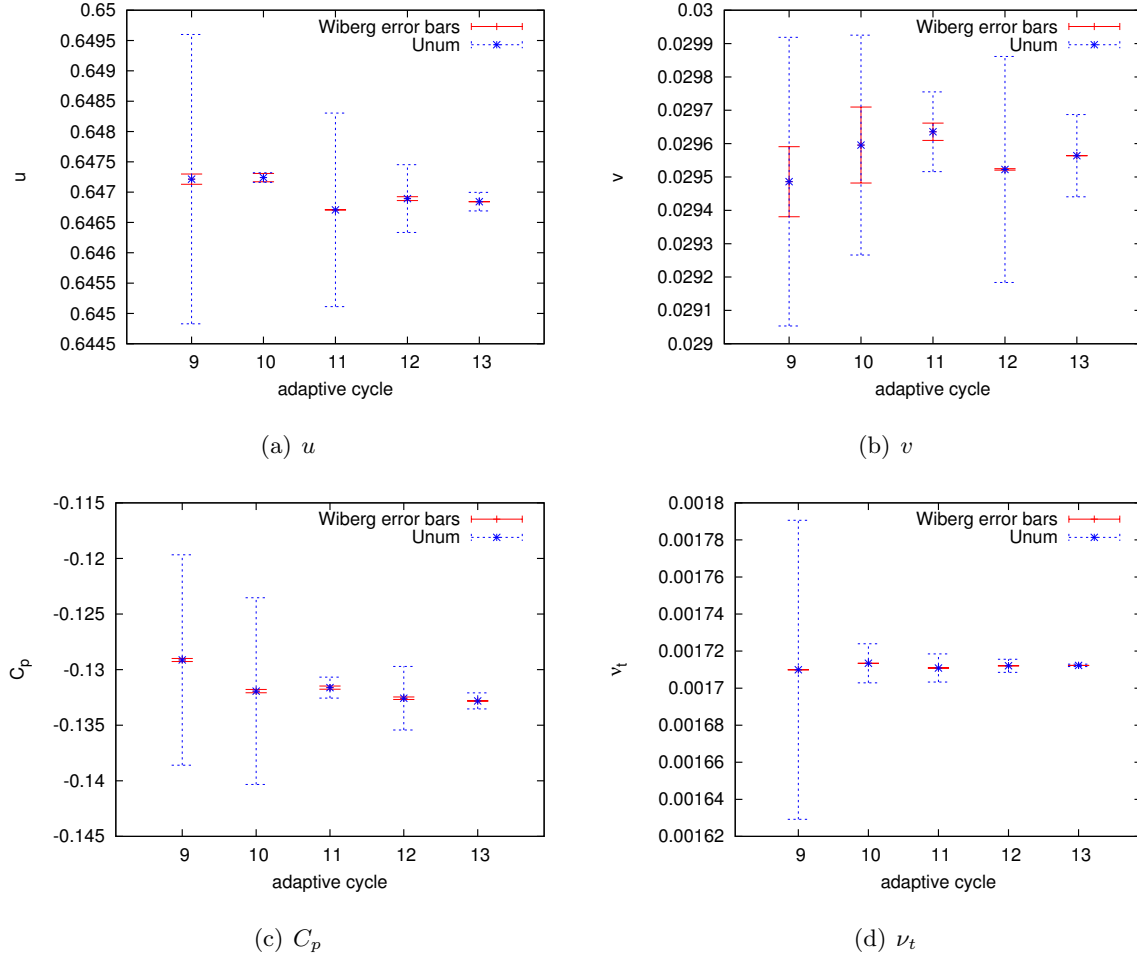 0.65
0.6495
0.649
0.6485
0.648
0.6475
0.647
0.6465
0.646
0.6455
0.645
0.6445
u
9 10 11 12 13
adaptive cycle
Wiberg error bars
Unum
(a) u
0.03
0.0299
0.0298
0.0297
0.0296
0.0295
0.0294
0.0293
0.0292
0.0291
0.029
v
9 10 11 12 13
adaptive cycle
Wiberg error bars
Unum
(b) v
-0.115
-0.12
-0.125
-0.13
-0.135
-0.14
-0.145
C_p
9 10 11 12 13
adaptive cycle
Wiberg error bars
Unum
(c) C_p
0.0018
0.00178
0.00176
0.00174
0.00172
0.0017
0.00168
0.00166
0.00164
0.00162
ν_t
9 10 11 12 13
adaptive cycle
Wiberg error bars
Unum
(d) ν_t